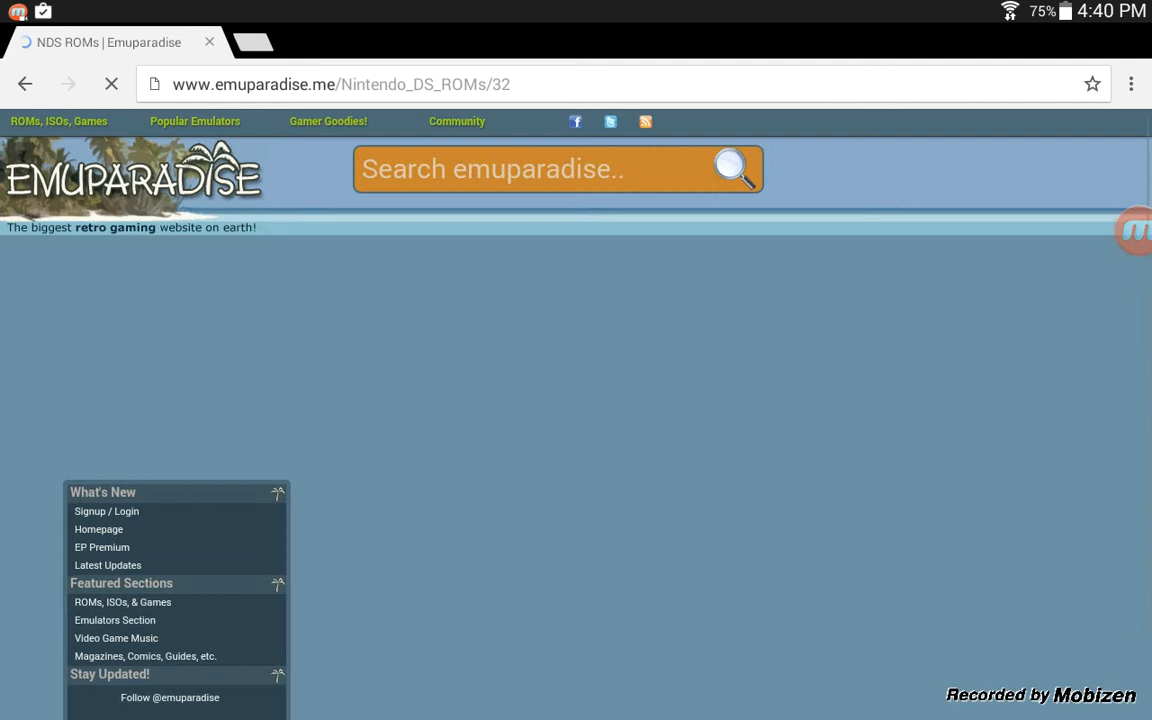 75% 4:40 PM
NDS ROMs | Emuparadise
www.emuparadise.me/Nintendo_DS_ROMs/32
ROMs, ISOs, Games Popular Emulators Gamer Goodies! Community
EMUPARADISE
Search emuparadise..
The biggest retro gaming website on earth!
What's New
Signup / Login
Homepage
EP Premium
Latest Updates
Featured Sections
ROMs, ISOs, & Games
Emulators Section
Video Game Music
Magazines, Comics, Guides, etc.
Stay Updated!
Follow @emuparadise
Recorded by Mobizen